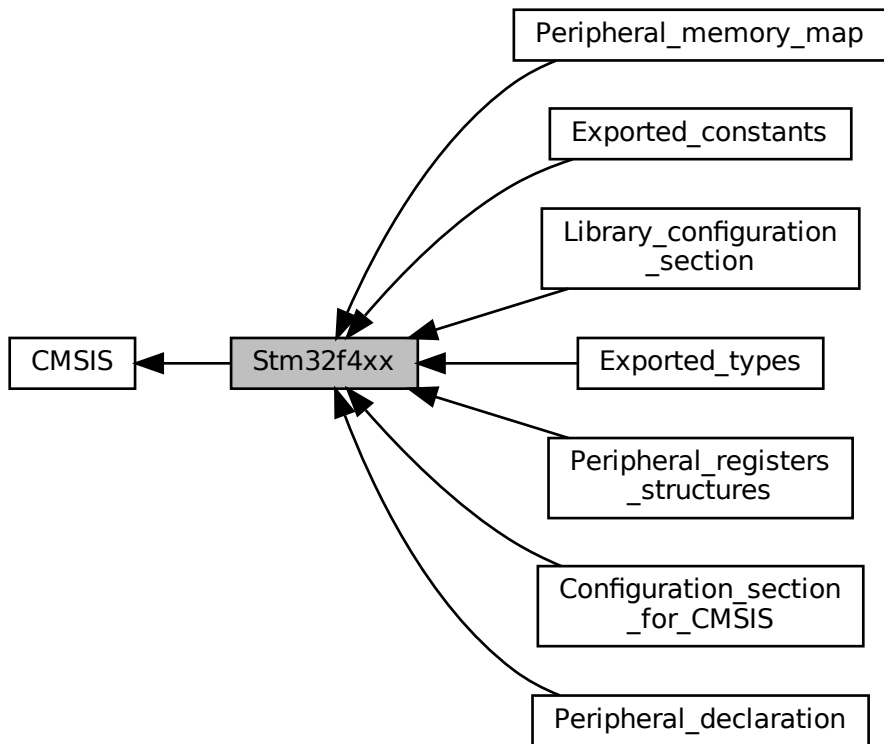 Peripheral_memory_map
Exported_constants
Library_configuration
_section
CMSIS
Stm32f4xx
Exported_types
Peripheral_registers
_structures
Configuration_section
_for_CMSIS
Peripheral_declaration